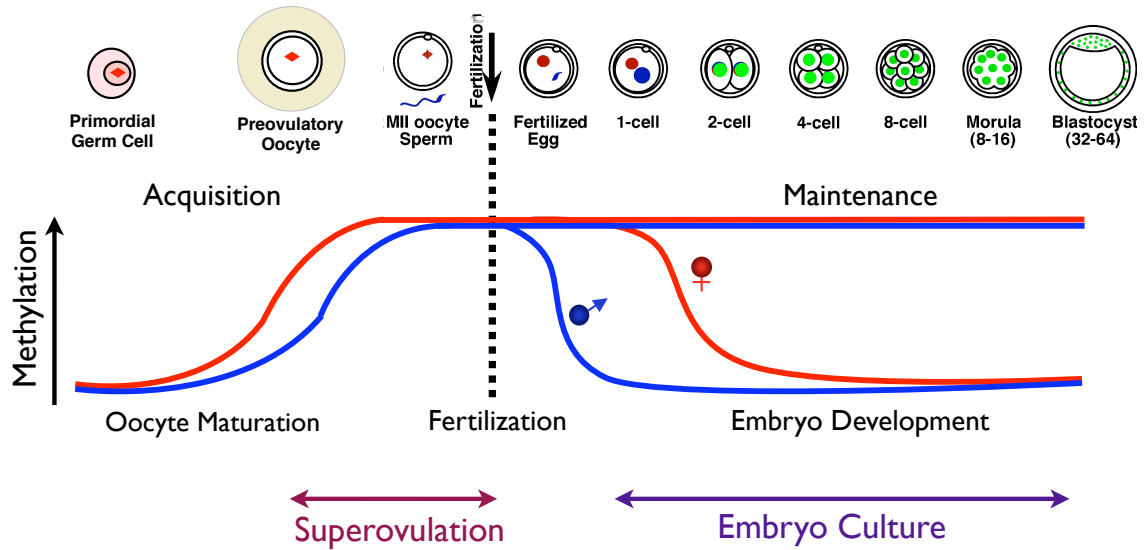 Fertilization
Primordial
Germ Cell
Preovulatory
Oocyte
MII oocyte
Sperm
Fertilized
Egg
1-cell
2-cell
4-cell
8-cell
Morula
(8-16)
Blastocyst
(32-64)
Acquisition
Maintenance
Methylation
Oocyte Maturation
Fertilization
Embryo Development
Superovulation
Embryo Culture